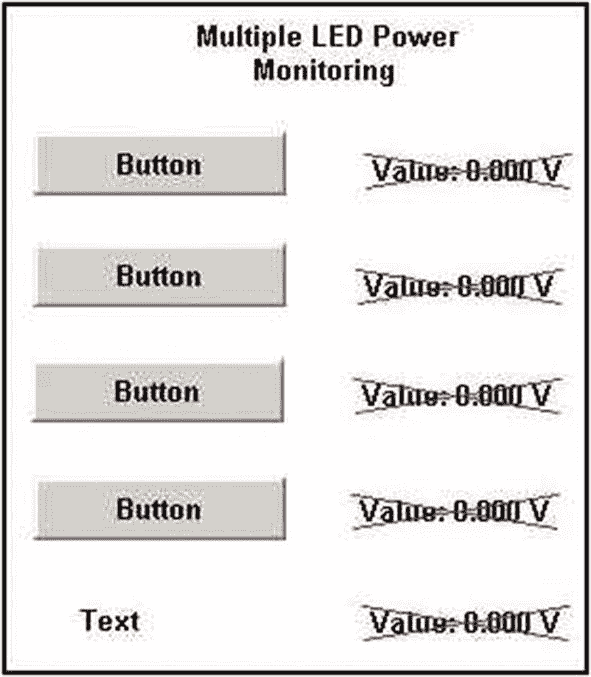 Multiple LED Power
Monitoring
Button
Value: 0.000 V
Button
Value: 0.000 V
Button
Value: 0.000 V
Button
Value: 0.000 V
Text
Value: 0.000 V